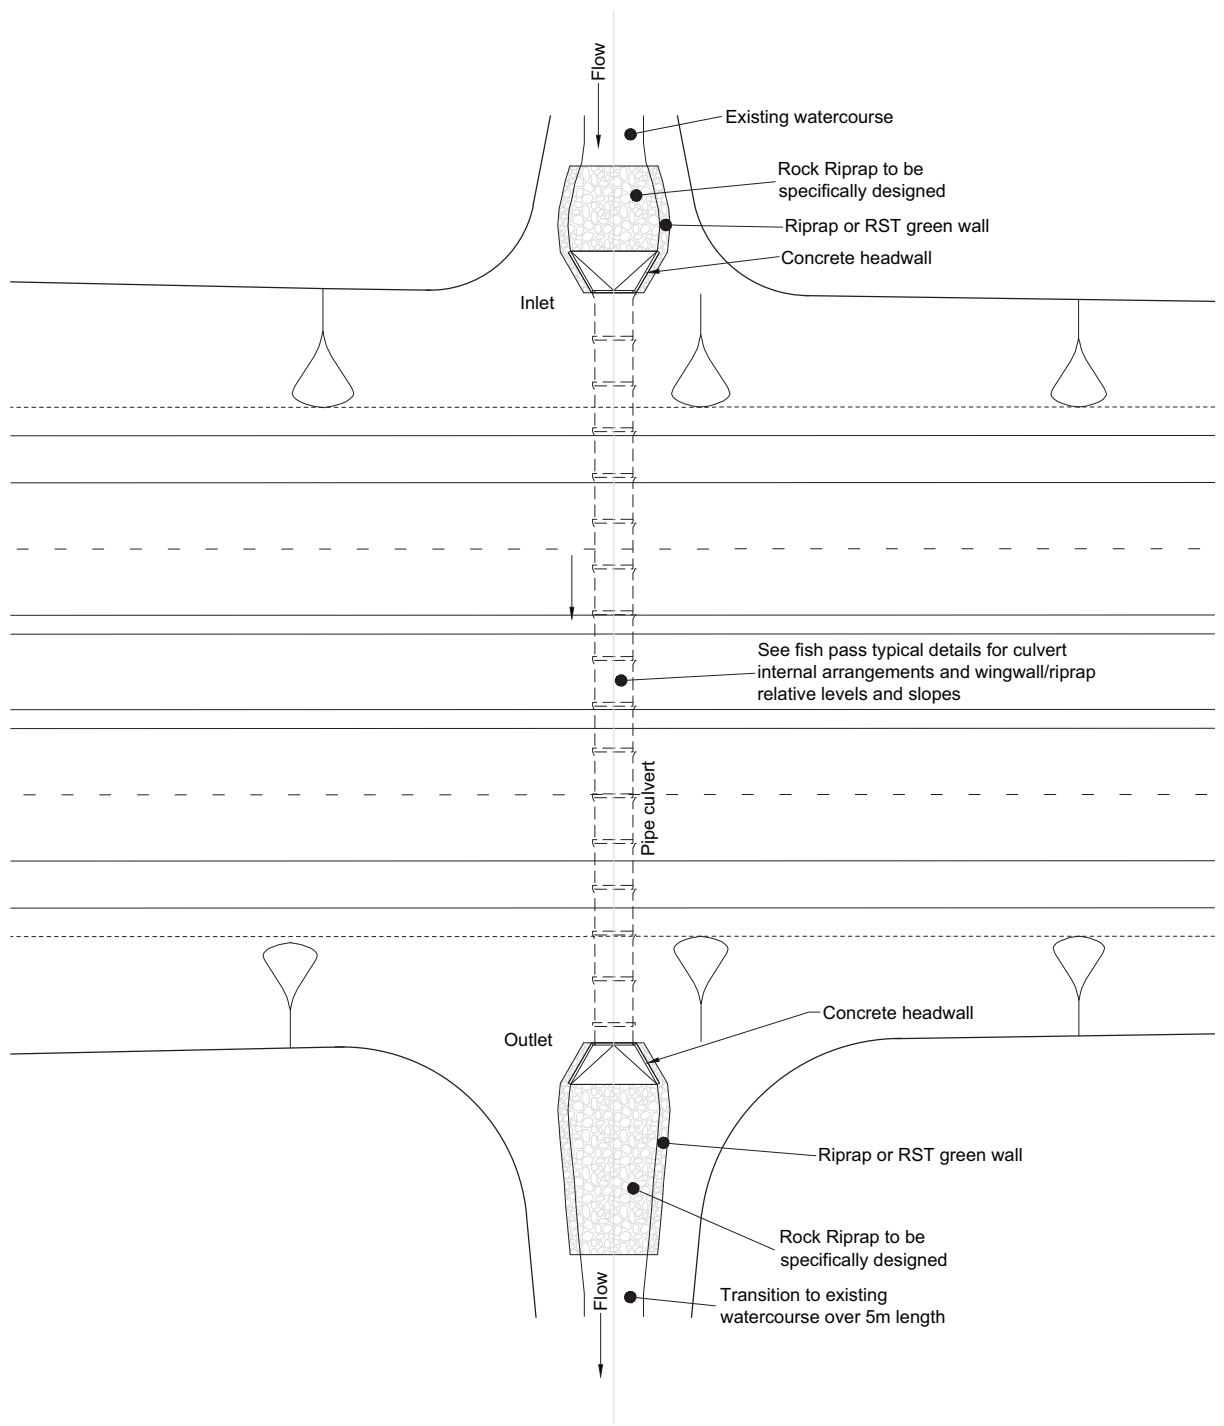 Flow
Existing watercourse
Rock Riprap to be
specifically designed
Riprap or RST green wall
Concrete headwall
Inlet
See fish pass typical details for culvert
internal arrangements and wingwall/riprap
relative levels and slopes
Pipe culvert
Concrete headwall
Outlet
Riprap or RST green wall
Rock Riprap to be
specifically designed
Flow
Transition to existing
watercourse over 5m length